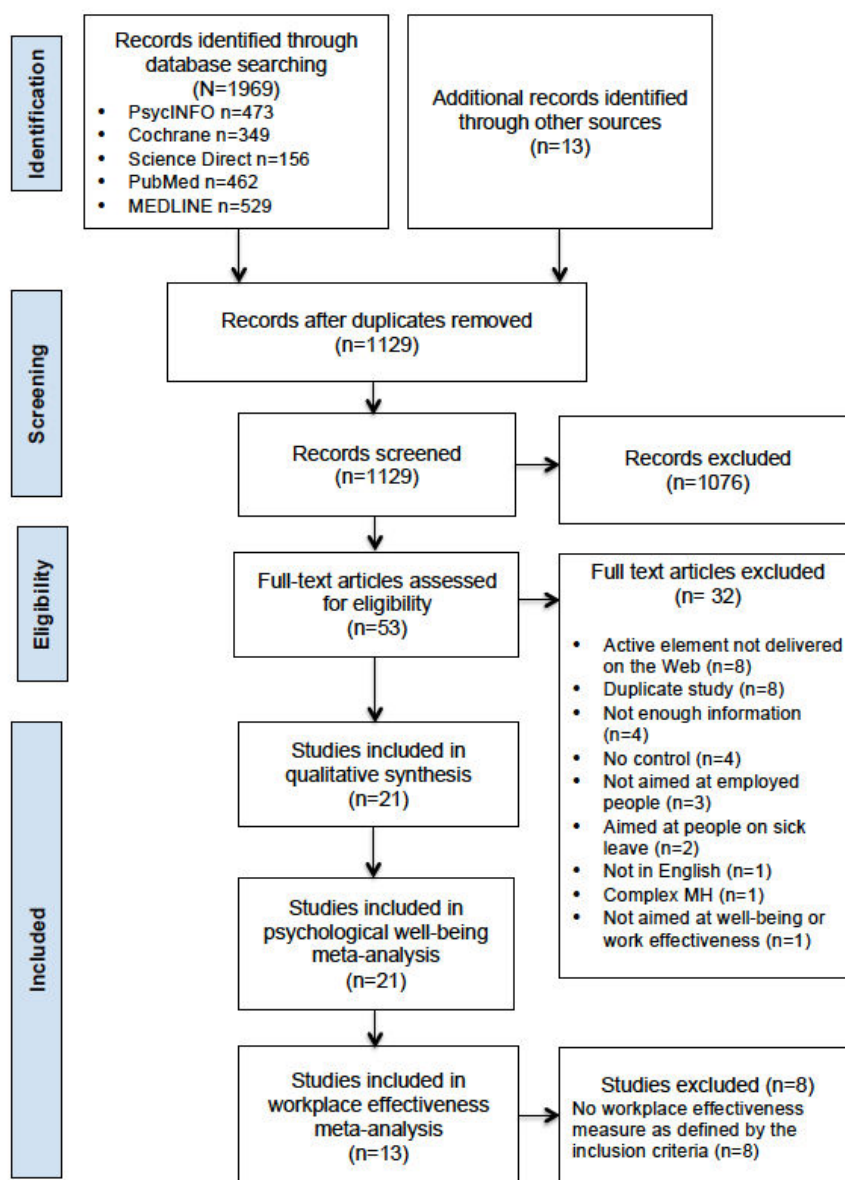 Identification
Records identified through
database searching
(N=1969)
• PsycINFO n=473
• Cochrane n=349
• Science Direct n=156
• PubMed n=462
• MEDLINE n=529
Additional records identified
through other sources
(n=13)
Screening
Records after duplicates removed
(n=1129)
Records screened
(n=1129)
Records excluded
(n=1076)
Eligibility
Full-text articles assessed
for eligibility
(n=53)
Full text articles excluded
(n= 32)
• Active element not delivered
on the Web (n=8)
• Duplicate study (n=8)
• Not enough information
(n=4)
• No control (n=4)
• Not aimed at employed
people (n=3)
• Aimed at people on sick
leave (n=2)
• Not in English (n=1)
• Complex MH (n=1)
• Not aimed at well-being or
work effectiveness (n=1)
Included
Studies included in
qualitative synthesis
(n=21)
Studies included in
psychological well-being
meta-analysis
(n=21)
Studies included in
workplace effectiveness
meta-analysis
(n=13)
Studies excluded (n=8)
No workplace effectiveness
measure as defined by the
inclusion criteria (n=8)